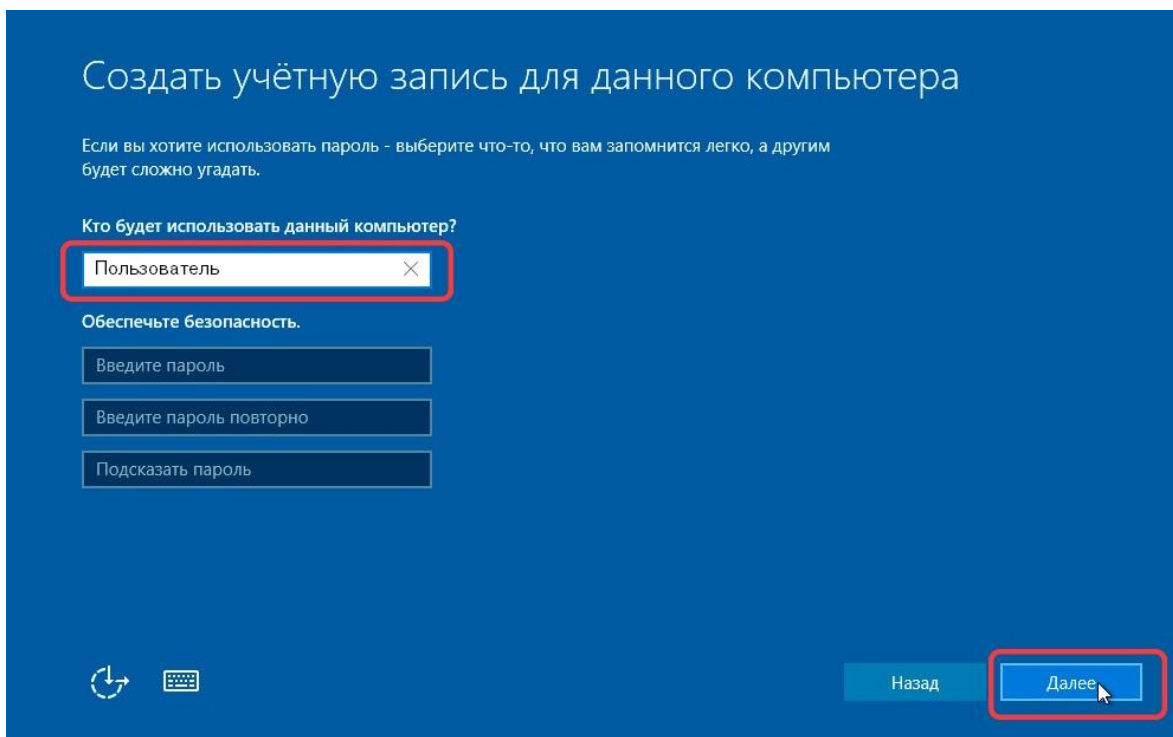 Создать учётную запись для данного компьютера
Если вы хотите использовать пароль - выберите что-то, что вам запомнится легко, а другим
будет сложно угадать.
Кто будет использовать данный компьютер?
Пользователь
Обеспечьте безопасность.
Введите пароль
Введите пароль повторно
Подсказать пароль
Назад
Далее